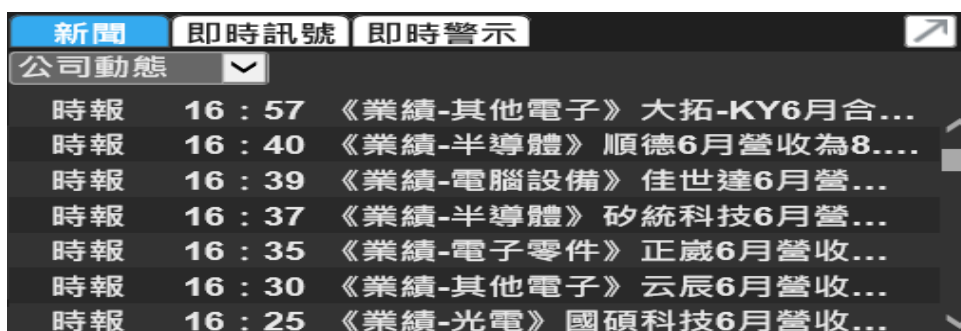 新聞 即時訊號 即時警示
公司動態
時報 16：57 《業績-其他電子》大拓-KY6月合...
時報 16：40 《業績-半導體》順德6月營收為8....
時報 16：39 《業績-電腦設備》佳世達6月營...
時報 16：37 《業績-半導體》矽統科技6月營...
時報 16：35 《業績-電子零件》正崴6月營收...
時報 16：30 《業績-其他電子》云辰6月營收...
時報 16：25 《業績-光電》國碩科技6月營收...